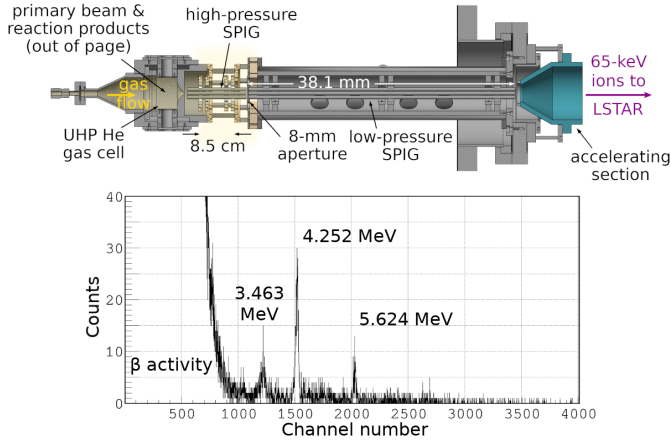 primary beam &
reaction products
(out of page)
high-pressure
SPIG
gas
flow
38.1 mm
65-keV
ions to
LSTAR
UHP He
gas cell
8.5 cm
8-mm
aperture
low-pressure
SPIG
accelerating
section
40
30
20
10
0
Counts
4.252 MeV
3.463
MeV
5.624 MeV
β activity
500
1000
1500
2000
2500
3000
3500
4000
Channel number